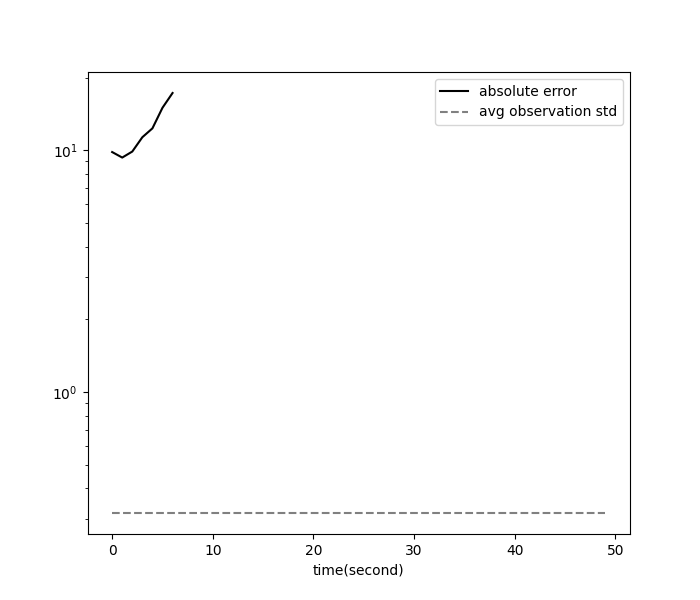 absolute error
avg observation std
10¹
10⁰
0 10 20 30 40 50
time(second)